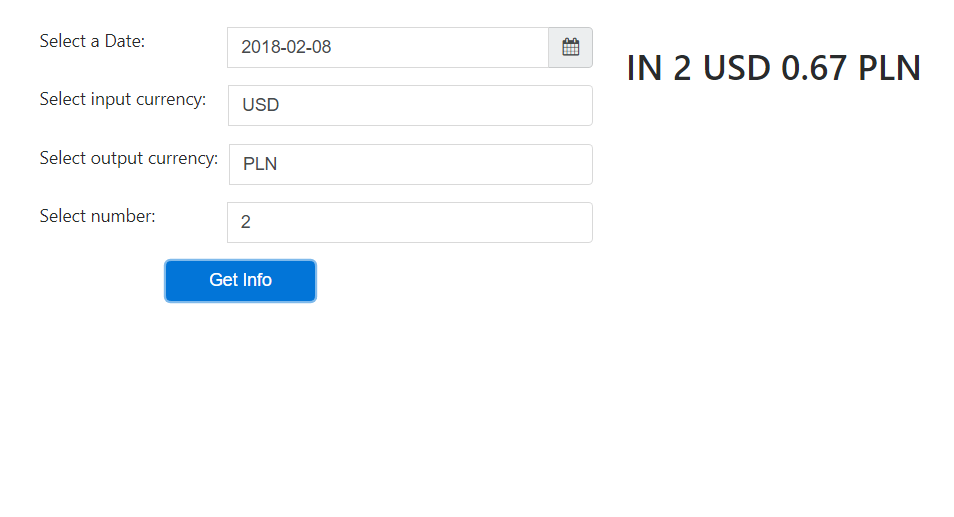 Select a Date: 2018-02-08
IN 2 USD 0.67 PLN
Select input currency: USD
Select output currency: PLN
Select number: 2
Get Info